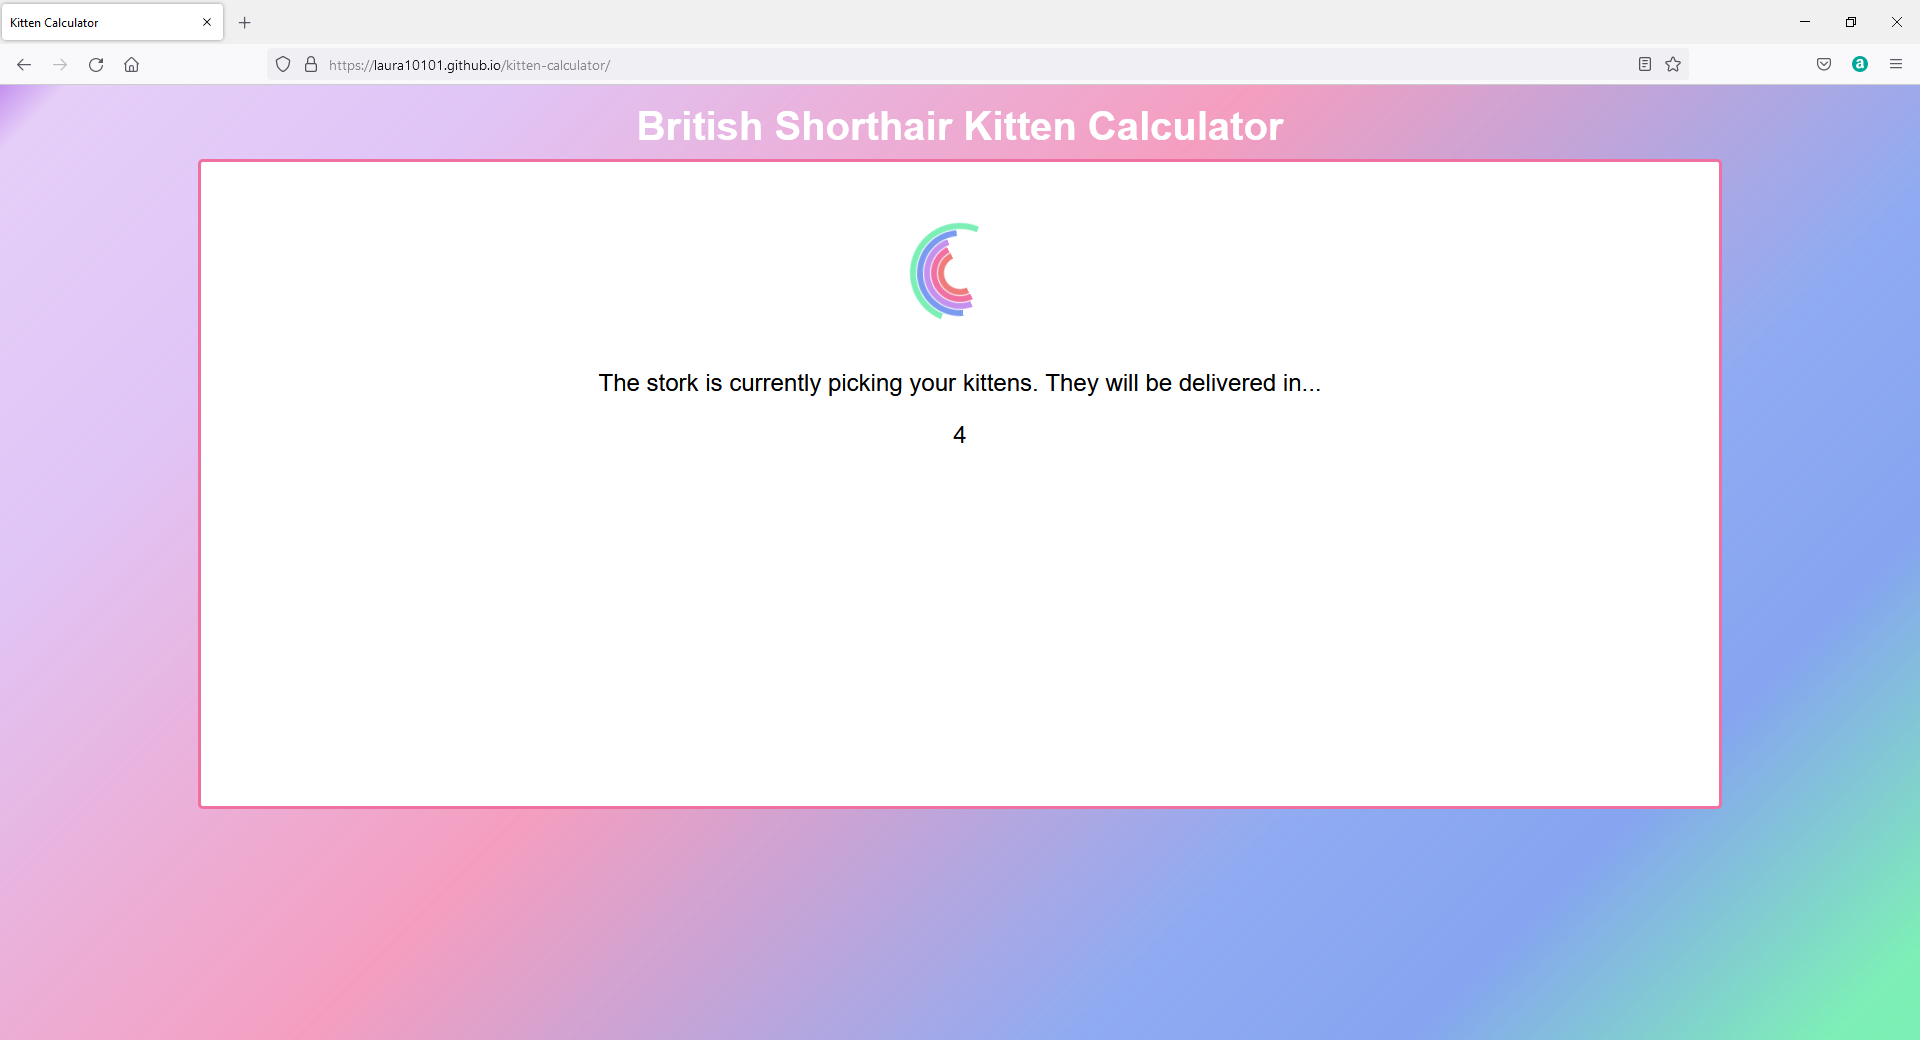 Kitten Calculator
https://laura10101.github.io/kitten-calculator/
a
British Shorthair Kitten Calculator
The stork is currently picking your kittens. They will be delivered in...
4